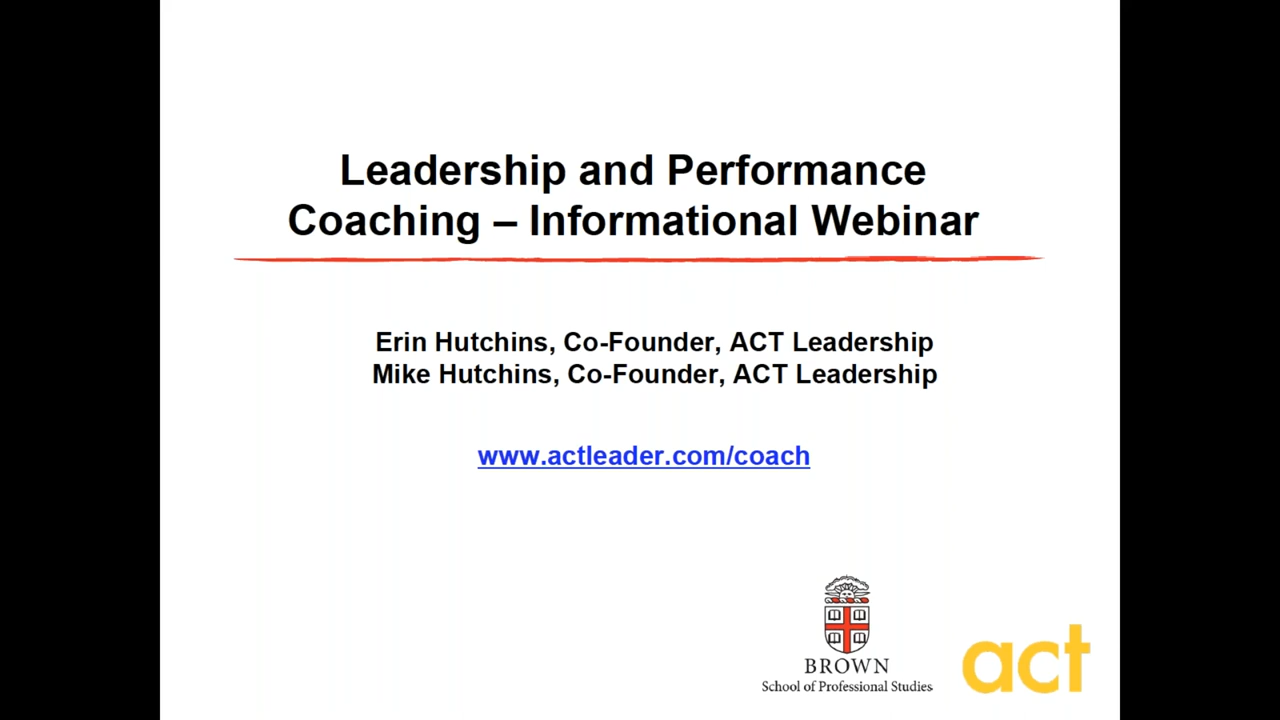 Leadership and Performance
Coaching – Informational Webinar
Erin Hutchins, Co-Founder, ACT Leadership
Mike Hutchins, Co-Founder, ACT Leadership
www.actleader.com/coach
BROWN
School of Professional Studies
act